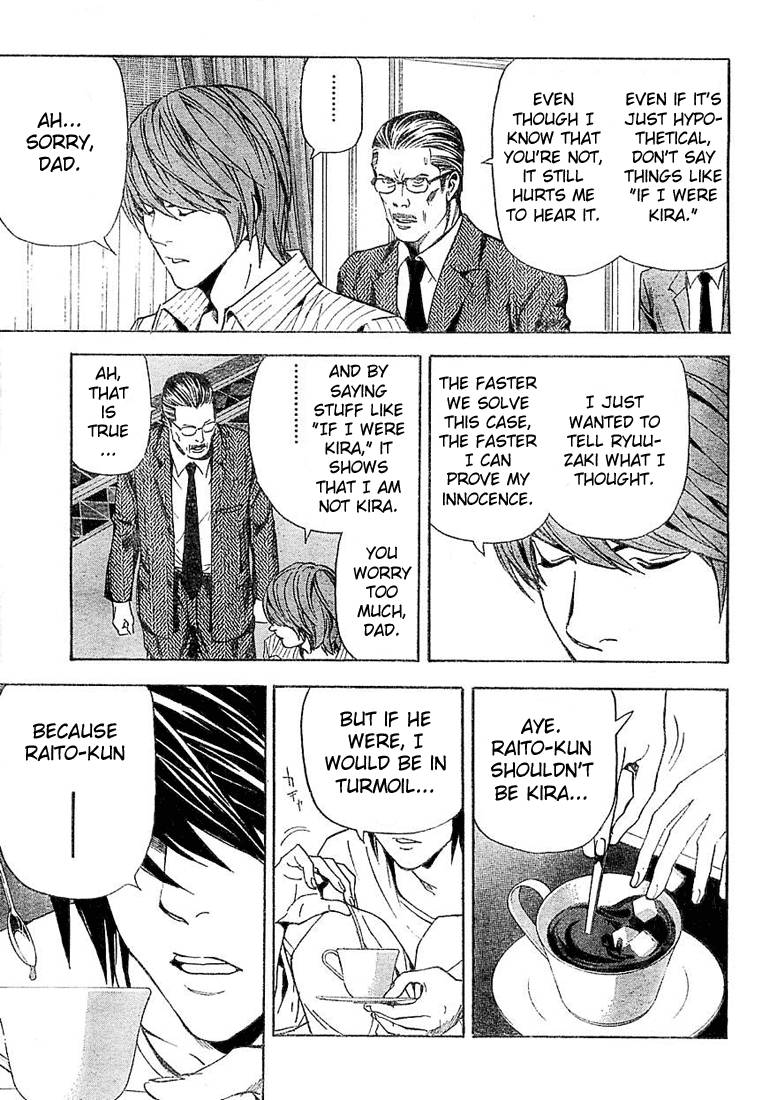 EVEN IF IT'S
JUST HYPO-
THETICAL,
DON'T SAY
THINGS LIKE
"IF I WERE
KIRA."
EVEN
THOUGH I
KNOW THAT
YOU'RE NOT,
IT STILL
HURTS ME
TO HEAR IT.
........
AH...
SORRY,
DAD.
I JUST
WANTED TO
TELL RYUU-
ZAKI WHAT I
THOUGHT.
THE FASTER
WE SOLVE
THIS CASE,
THE FASTER
I CAN
PROVE MY
INNOCENCE.
AND BY
SAYING
STUFF LIKE
"IF I WERE
KIRA," IT
SHOWS
THAT I AM
NOT KIRA.
YOU
WORRY
TOO
MUCH,
DAD.
..........
AH,
THAT
IS
TRUE
...
AYE.
RAITO-KUN
SHOULDN'T
BE KIRA...
BUT IF HE
WERE, I
WOULD BE IN
TURMOIL...
BECAUSE
RAITO-KUN
—